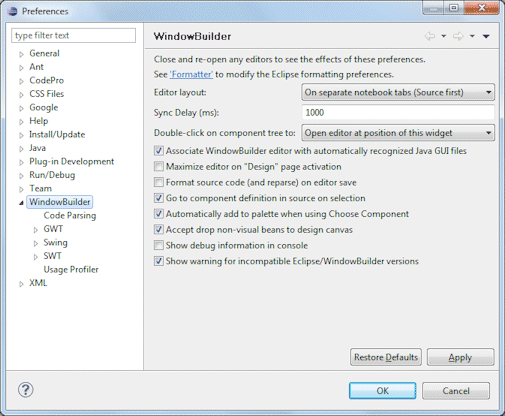 Preferences
type filter text
General
Ant
CodePro
CSS Files
Google
Help
Install/Update
Java
Plug-in Development
Run/Debug
Team
WindowBuilder
Code Parsing
GWT
Swing
SWT
Usage Profiler
XML
WindowBuilder
Close and re-open any editors to see the effects of these preferences.
See 'Formatter' to modify the Eclipse formatting preferences.
Editor layout: On separate notebook tabs (Source first)
Sync Delay (ms): 1000
Double-click on component tree to: Open editor at position of this widget
Associate WindowBuilder editor with automatically recognized Java GUI files
Maximize editor on "Design" page activation
Format source code (and reparse) on editor save
Go to component definition in source on selection
Automatically add to palette when using Choose Component
Accept drop non-visual beans to design canvas
Show debug information in console
Show warning for incompatible Eclipse/WindowBuilder versions
Restore Defaults Apply
? OK Cancel